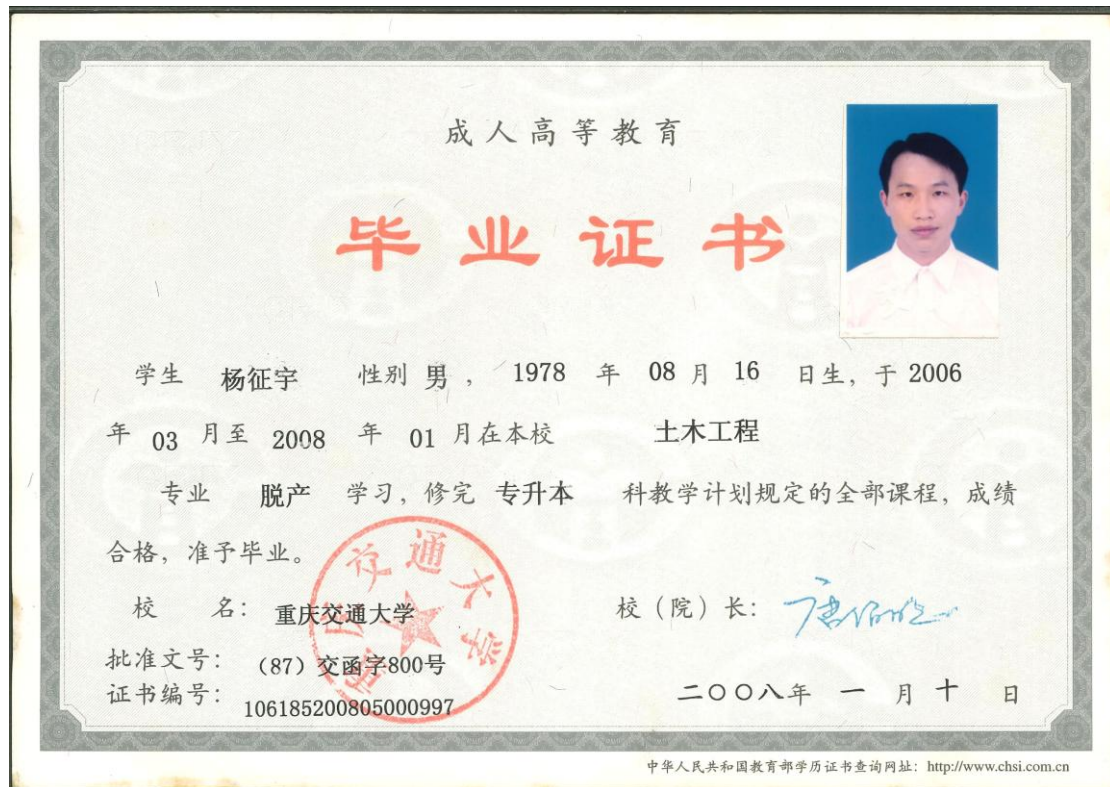 成人高等教育
毕业证书
学生 杨征宇 性别 男 , 1978 年 08 月 16 日生, 于 2006
年 03 月至 2008 年 01 月在本校 土木工程
专业 脱产 学习, 修完 专升本 科教学计划规定的全部课程, 成绩
合格, 准予毕业。
校 名: 重庆交通大学 校(院)长:
批准文号: (87)交函字800号
证书编号: 106185200805000997
二〇〇八年 一 月 十 日
重庆交通大学
中华人民共和国教育部学历证书查询网址: http://www.chsi.com.cn